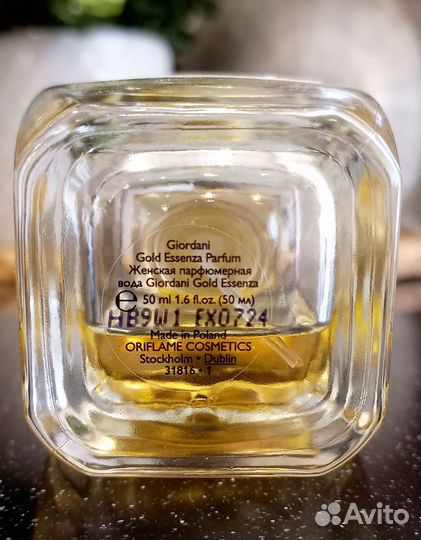 Giordani
Gold Essenza Parfum
Женская парфюмерная
вода Giordani Gold Essenza
℮ 50 ml 1.6 fl.oz. (50 мл)
HB9W1 EX0724
Made in Poland
ORIFLAME COSMETICS
Stockholm • Dublin
31816 • 1
Avito